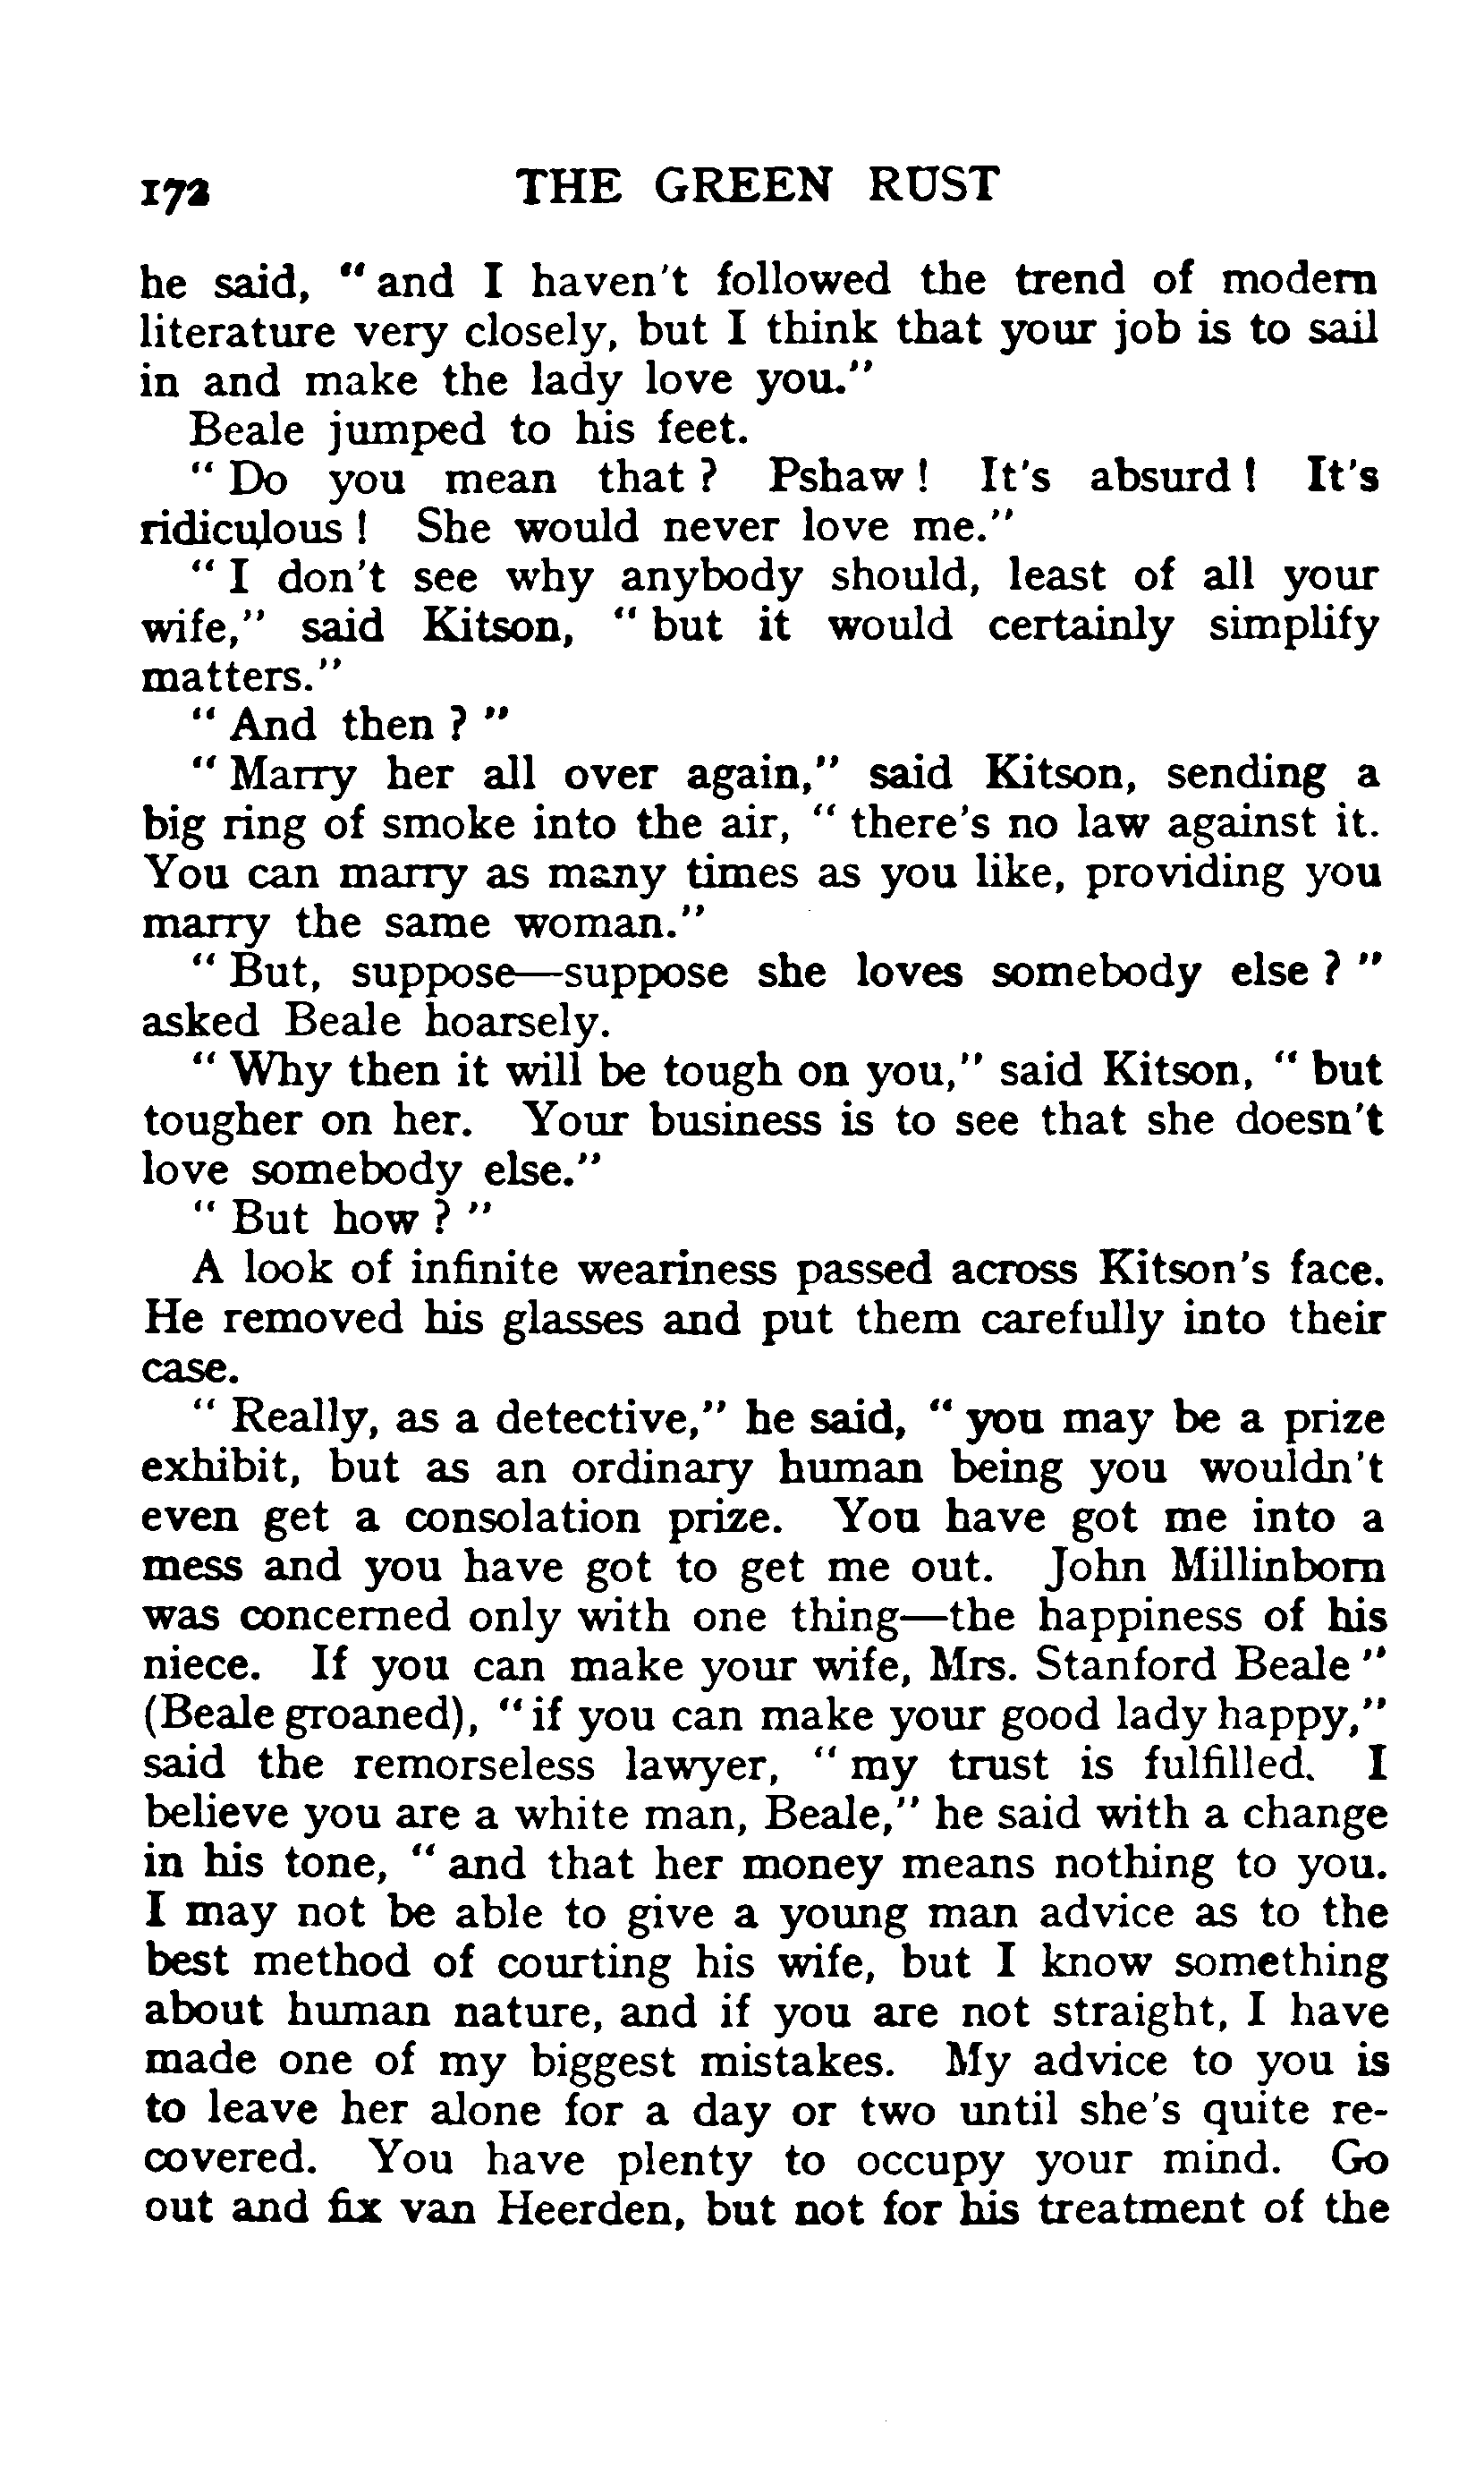 172 THE GREEN RUST
he said, “ and I haven't followed the trend of modern
literature very closely, but I think that your job is to sail
in and make the lady love you.”
Beale jumped to his feet.
“ Do you mean that ? Pshaw ! It's absurd ! It's
ridiculous ! She would never love me.”
“ I don't see why anybody should, least of all your
wife,” said Kitson, “ but it would certainly simplify
matters.”
“ And then ? ”
“ Marry her all over again,” said Kitson, sending a
big ring of smoke into the air, “ there's no law against it.
You can marry as many times as you like, providing you
marry the same woman.”
“ But, suppose—suppose she loves somebody else ? ”
asked Beale hoarsely.
“ Why then it will be tough on you,” said Kitson, “ but
tougher on her. Your business is to see that she doesn't
love somebody else.”
“ But how ? ”
A look of infinite weariness passed across Kitson's face.
He removed his glasses and put them carefully into their
case.
“ Really, as a detective,” he said, “ you may be a prize
exhibit, but as an ordinary human being you wouldn't
even get a consolation prize. You have got me into a
mess and you have got to get me out. John Millinborn
was concerned only with one thing—the happiness of his
niece. If you can make your wife, Mrs. Stanford Beale ”
(Beale groaned), “ if you can make your good lady happy,”
said the remorseless lawyer, “ my trust is fulfilled. I
believe you are a white man, Beale,” he said with a change
in his tone, “ and that her money means nothing to you.
I may not be able to give a young man advice as to the
best method of courting his wife, but I know something
about human nature, and if you are not straight, I have
made one of my biggest mistakes. My advice to you is
to leave her alone for a day or two until she's quite re-
covered. You have plenty to occupy your mind. Go
out and fix van Heerden, but not for his treatment of the